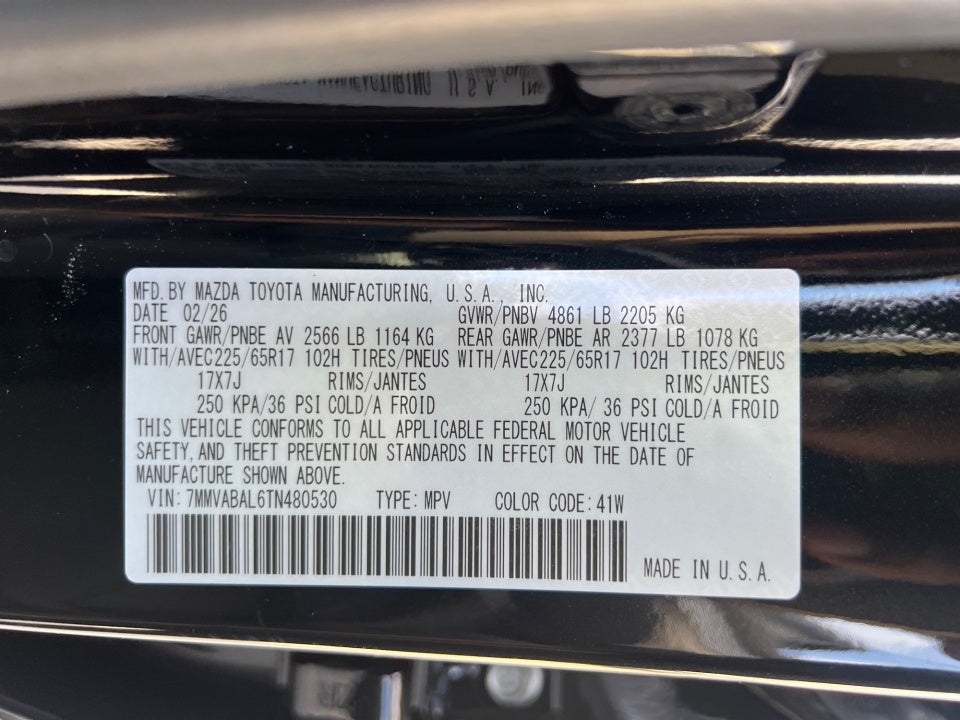 MFD. BY MAZDA TOYOTA MANUFACTURING, U.S.A., INC.
DATE 02/26 GVWR/PNBV 4861 LB 2205 KG
FRONT GAWR/PNBE AV 2566 LB 1164 KG REAR GAWR/PNBE AR 2377 LB 1078 KG
WITH/AVEC225/65R17 102H TIRES/PNEUS WITH/AVEC225/65R17 102H TIRES/PNEUS
17X7J RIMS/JANTES 17X7J RIMS/JANTES
250 KPA/36 PSI COLD/A FROID 250 KPA/ 36 PSI COLD/A FROID
THIS VEHICLE CONFORMS TO ALL APPLICABLE FEDERAL MOTOR VEHICLE
SAFETY, AND THEFT PREVENTION STANDARDS IN EFFECT ON THE DATE OF
MANUFACTURE SHOWN ABOVE.
VIN: 7MMVABAL6TN480530 TYPE: MPV COLOR CODE: 41W
MADE IN U.S.A.